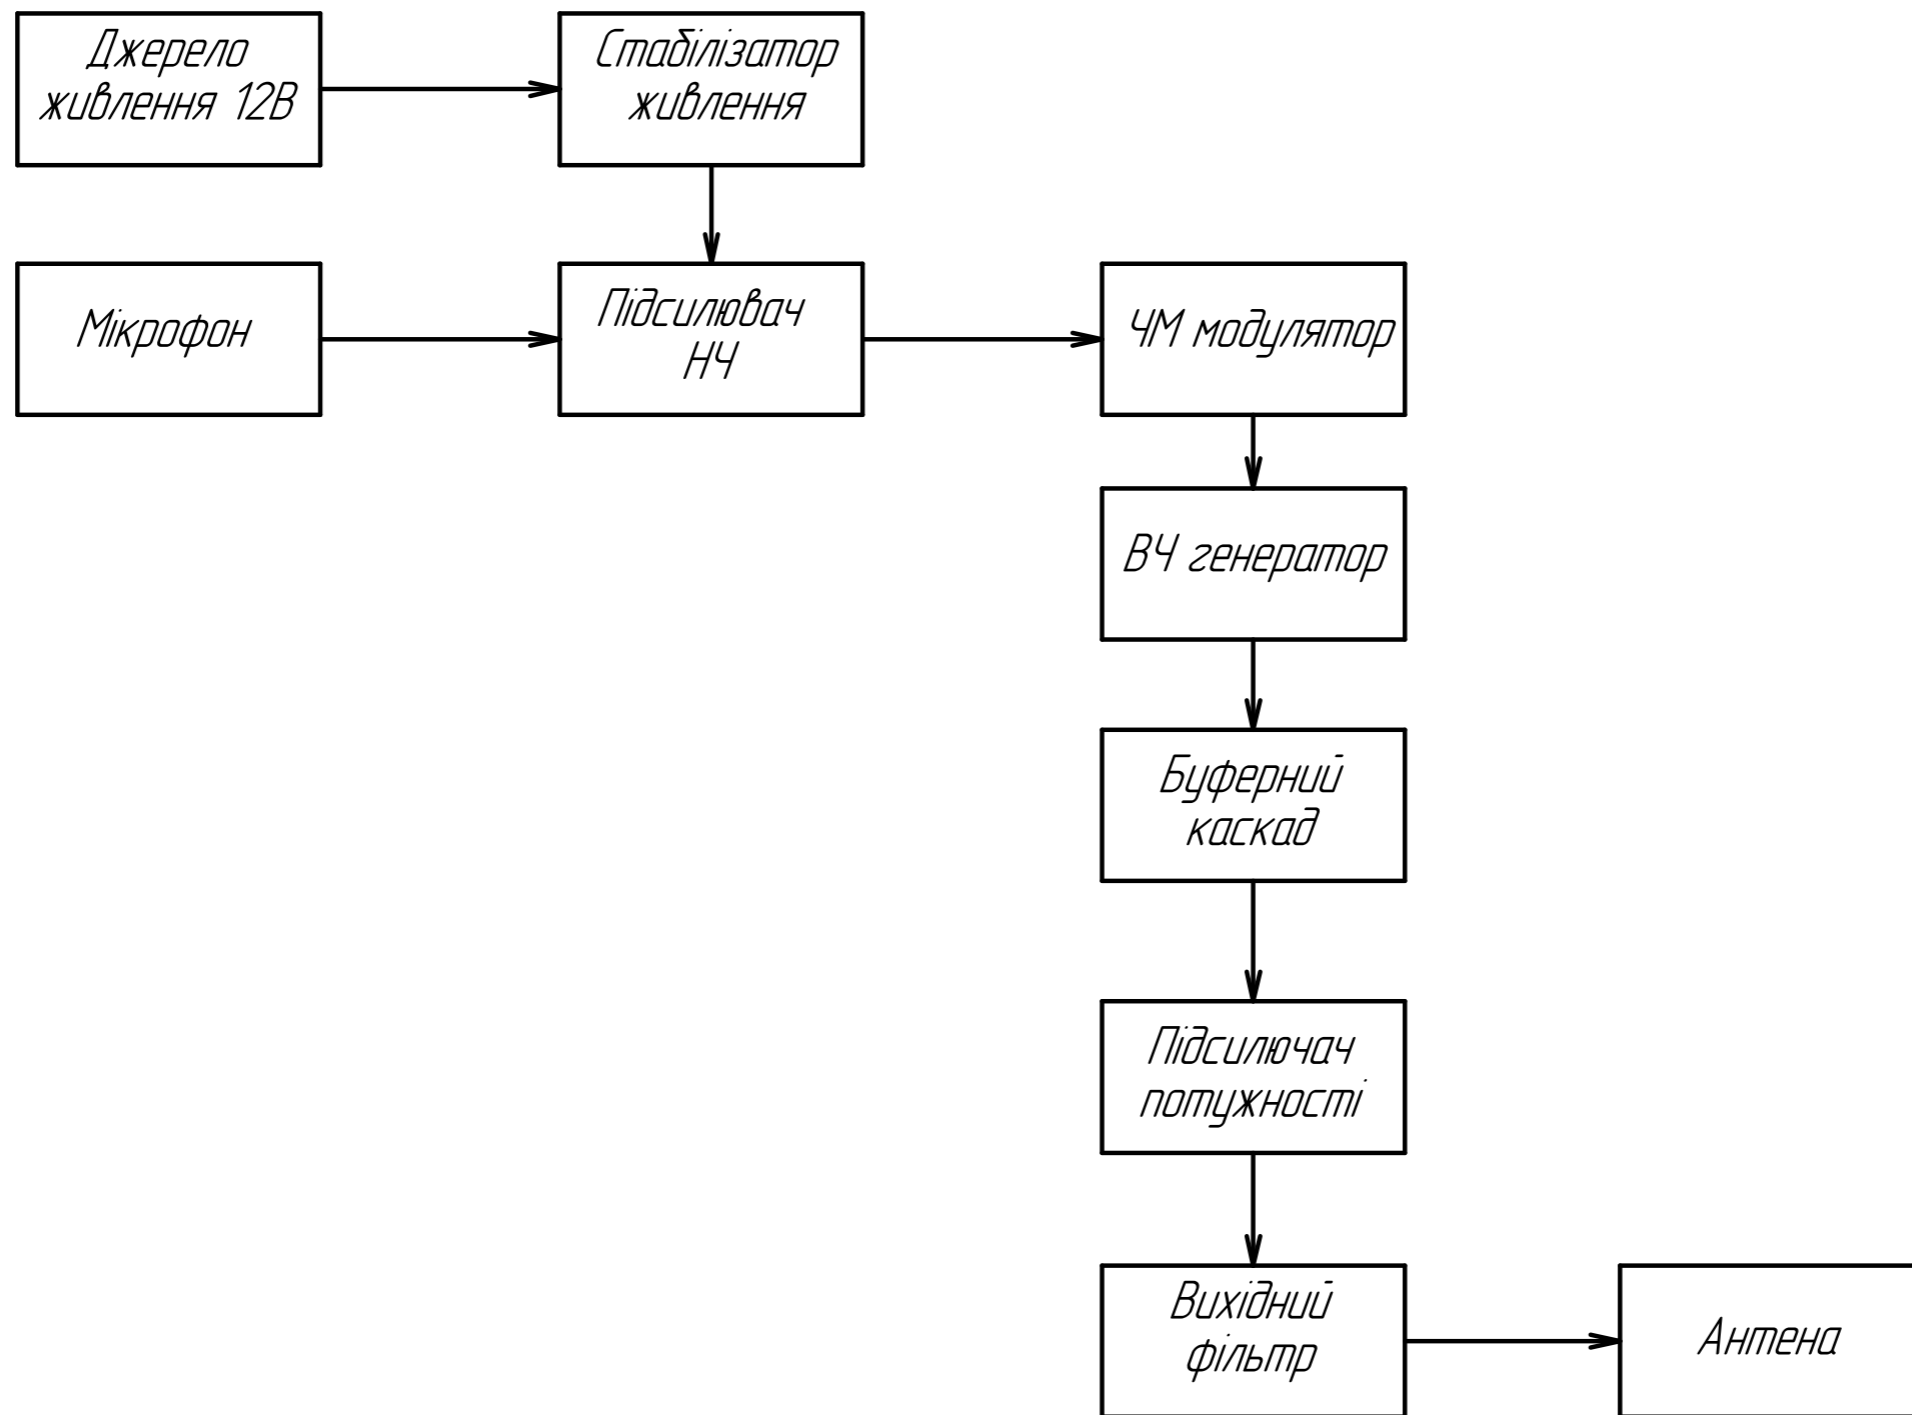 Джерело
живлення 12В
Стабілізатор
живлення
Мікрофон
Підсилювач
НЧ
ЧМ модулятор
ВЧ генератор
Буферний
каскад
Підсилючач
потужності
Вихідний
фільтр
Антена